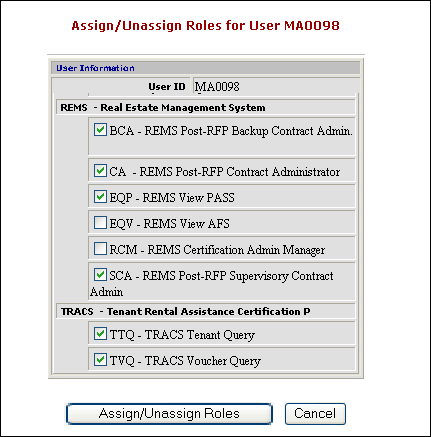 Assign/Unassign Roles for User MA0098
User Information
User ID MA0098
REMS - Real Estate Management System
BCA - REMS Post-RFP Backup Contract Admin.
CA - REMS Post-RFP Contract Administrator
EQP - REMS View PASS
EQV - REMS View AFS
RCM - REMS Certification Admin Manager
SCA - REMS Post-RFP Supervisory Contract
Admin
TRACS - Tenant Rental Assistance Certification P
TTQ - TRACS Tenant Query
TVQ - TRACS Voucher Query
Assign/Unassign Roles Cancel